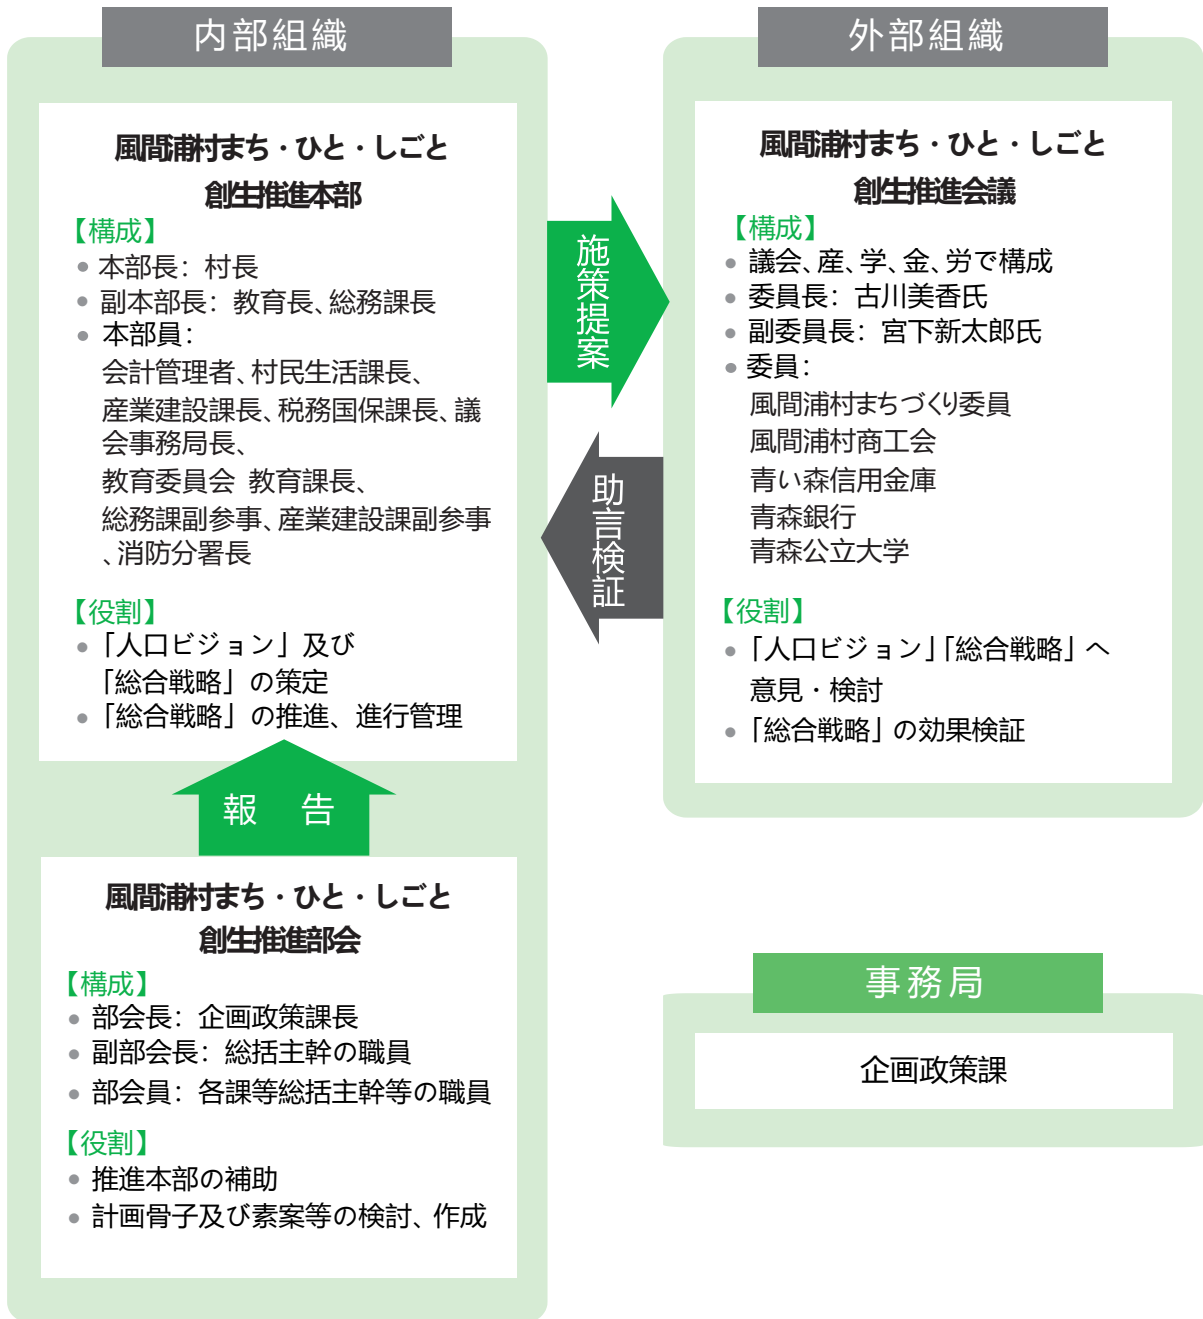 内部組織
風間浦村まち・ひと・しごと
創生推進本部
【構成】
● 本部長：村長
● 副本部長：教育長、総務課長
● 本部員：
会計管理者、村民生活課長、
産業建設課長、税務国保課長、議
会事務局長、
教育委員会 教育課長、
総務課副参事、産業建設課副参事
、消防分署長
【役割】
● 「人口ビジョン」及び
「総合戦略」の策定
● 「総合戦略」の推進、進行管理
報 告
風間浦村まち・ひと・しごと
創生推進部会
【構成】
● 部会長：企画政策課長
● 副部会長：総括主幹の職員
● 部会員：各課等総括主幹等の職員
【役割】
● 推進本部の補助
● 計画骨子及び素案等の検討、作成
施策提案
助言検証
外部組織
風間浦村まち・ひと・しごと
創生推進会議
【構成】
● 議会、産、学、金、労で構成
● 委員長：古川美香氏
● 副委員長：宮下新太郎氏
● 委員：
風間浦村まちづくり委員
風間浦村商工会
青い森信用金庫
青森銀行
青森公立大学
【役割】
● 「人口ビジョン」「総合戦略」へ
意見・検討
● 「総合戦略」の効果検証
事務局
企画政策課